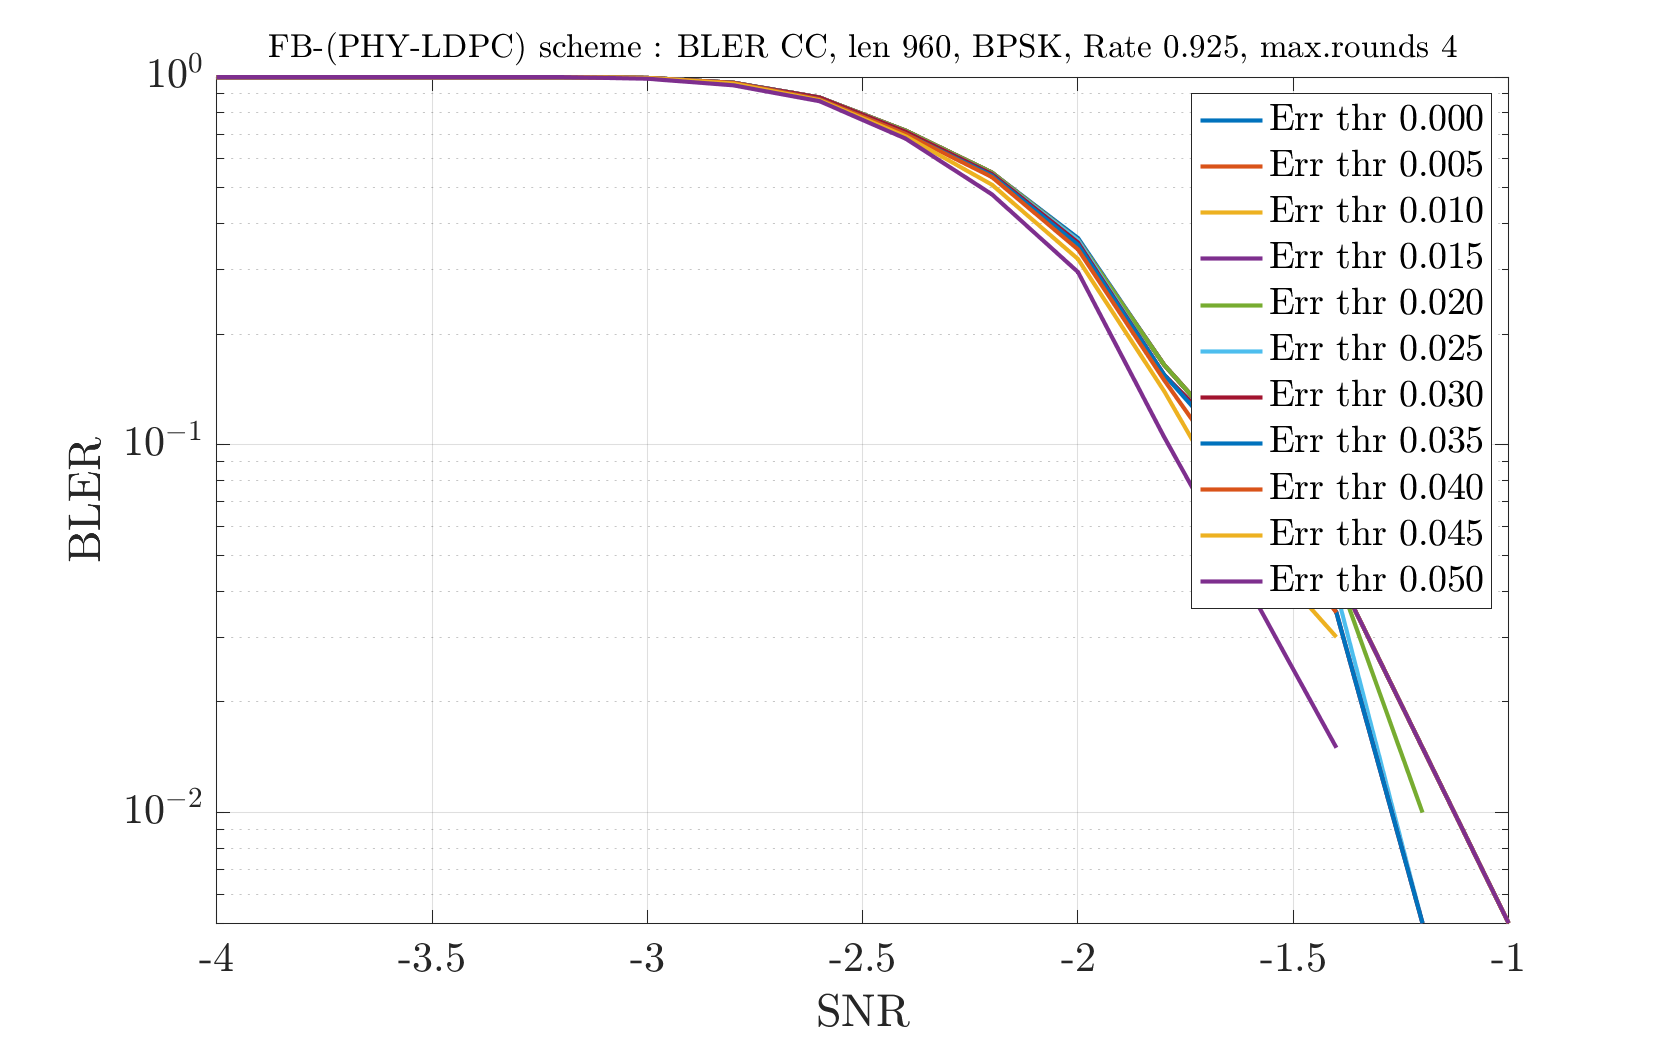 FB-(PHY-LDPC) scheme : BLER CC, len 960, BPSK, Rate 0.925, max.rounds 4
10^0
10^{-1}
10^{-2}
BLER
Err thr 0.000
Err thr 0.005
Err thr 0.010
Err thr 0.015
Err thr 0.020
Err thr 0.025
Err thr 0.030
Err thr 0.035
Err thr 0.040
Err thr 0.045
Err thr 0.050
-4 -3.5 -3 -2.5 -2 -1.5 -1
SNR